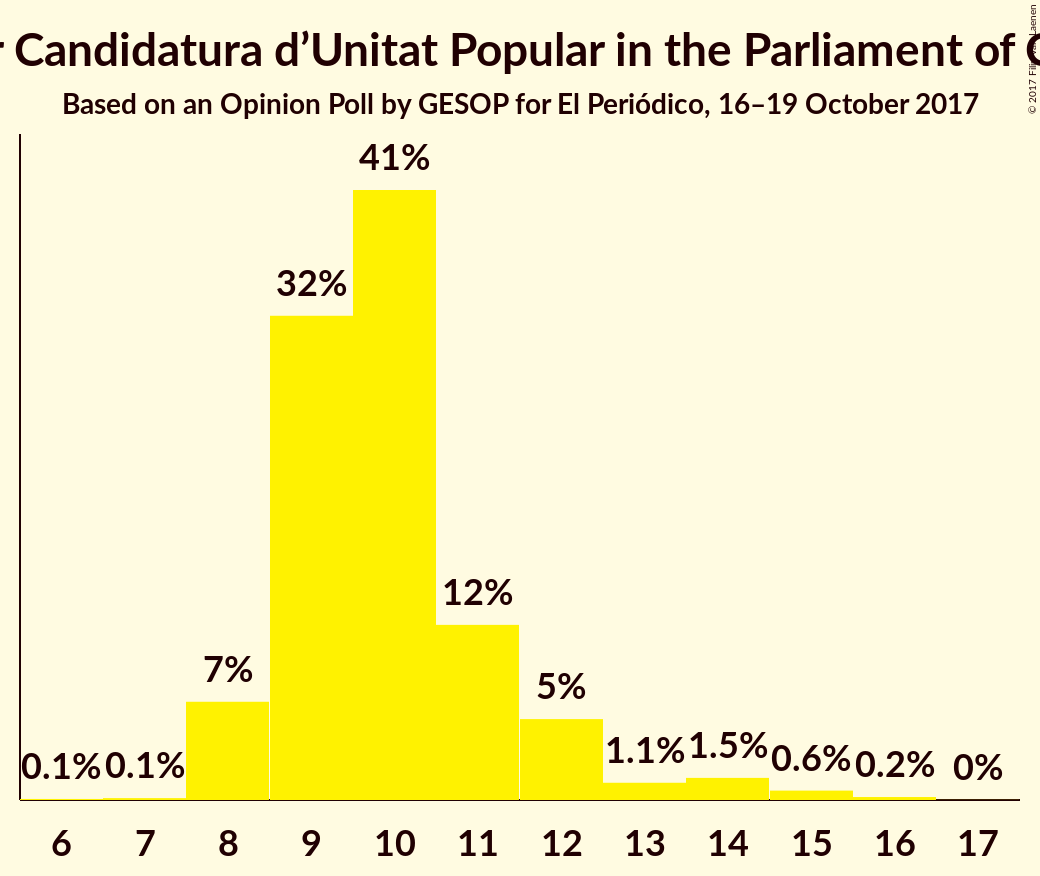 Candidatura d’Unitat Popular in the Parliament of
Based on an Opinion Poll by GESOP for El Periódico, 16–19 October 2017
© 2017 Laenen
41%
32%
12%
7%
5%
0.1% 0.1% 1.1% 1.5% 0.6% 0.2% 0%
6 7 8 9 10 11 12 13 14 15 16 17